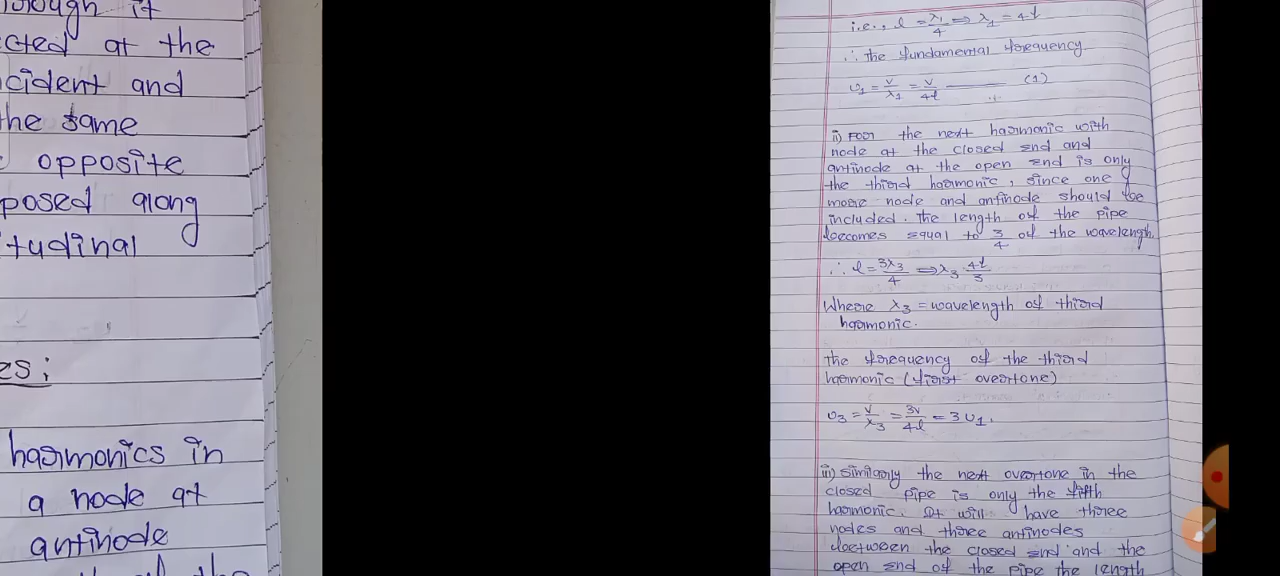 ough it
cted at the
cident and
he same
opposite
posed along
tudinal
es:
harmonics in
a node at
antinode
i.e., l = λ1/4 ⇒ λ1 = 4l
∴ The fundamental frequency
υ1 = v/λ1 = v/4l ——— (1)
ii) For the next harmonic with
node at the closed end and
antinode at the open end is only
the third harmonic, since one
more node and antinode should be
included. The length of the pipe
becomes equal to 3/4 of the wavelength.
∴ l = 3λ3/4 ⇒ λ3 4l/3
Where λ3 = wavelength of third
harmonic.
The frequency of the third
harmonic (first overtone)
υ3 = v/λ3 = 3v/4l = 3υ1.
iii) Similarly the next overtone in the
closed pipe is only the fifth
harmonic. It will have three
nodes and three antinodes
between the closed end and the
open end of the pipe the length